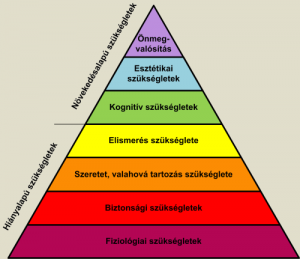 Növekedésalapú szükségletek
Hiányalapú szükségletek
Önmeg-
valósítás
Esztétikai
szükségletek
Kognitív szükségletek
Elismerés szükséglete
Szeretet, valahová tartozás szükséglete
Biztonsági szükségletek
Fiziológiai szükségletek